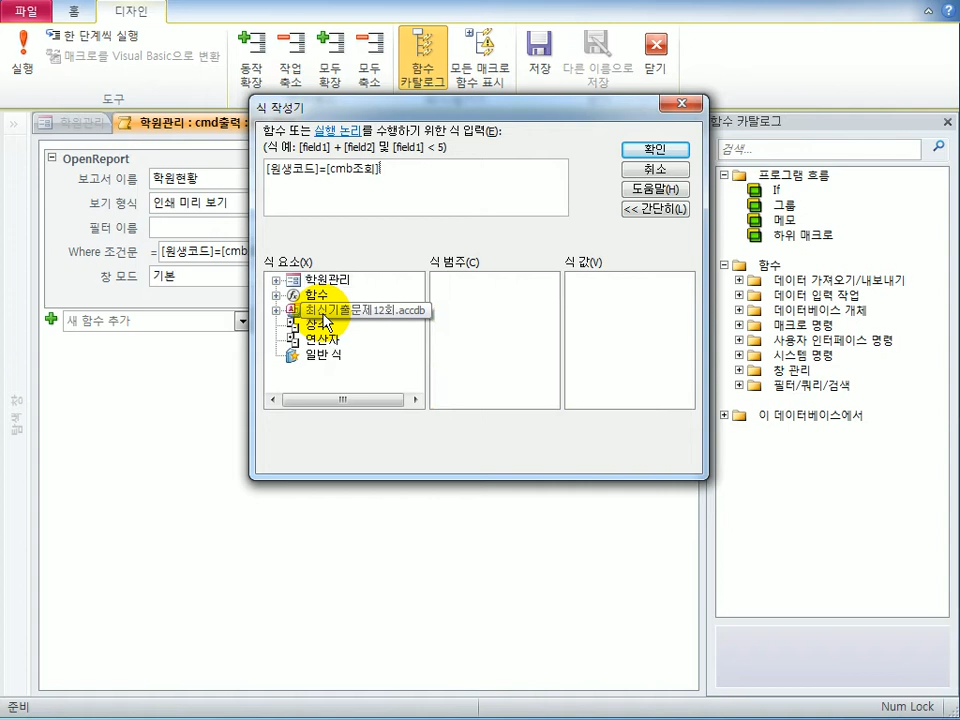 파일 홈 디자인
실행
한 단계씩 실행
매크로를 Visual Basic으로 변환
도구
동작 확장
작업 축소
모두 확장
모두 축소
함수 카탈로그
모든 매크로 함수 표시
저장
다른 이름으로 저장
닫기
학원관리
학원관리 : cmd출력 :
OpenReport
보고서 이름 학원현황
보기 형식 인쇄 미리 보기
필터 이름
Where 조건문 = [원생코드]=[cmb
창 모드 기본
새 함수 추가
탐색 창
식 작성기
함수 또는 실행 논리를 수행하기 위한 식 입력(E):
(식 예: [field1] + [field2] 및 [field1] < 5)
[원생코드]=[cmb조회]
확인
취소
도움말(H)
<< 간단히(L)
식 요소(X) 식 범주(C) 식 값(V)
학원관리
함수
최신기출문제12회.accdb
연산자
일반 식
함수 카탈로그
검색...
프로그램 흐름
If
그룹
메모
하위 매크로
함수
데이터 가져오기/내보내기
데이터 입력 작업
데이터베이스 개체
매크로 명령
사용자 인터페이스 명령
시스템 명령
창 관리
필터/쿼리/검색
이 데이터베이스에서
준비 Num Lock